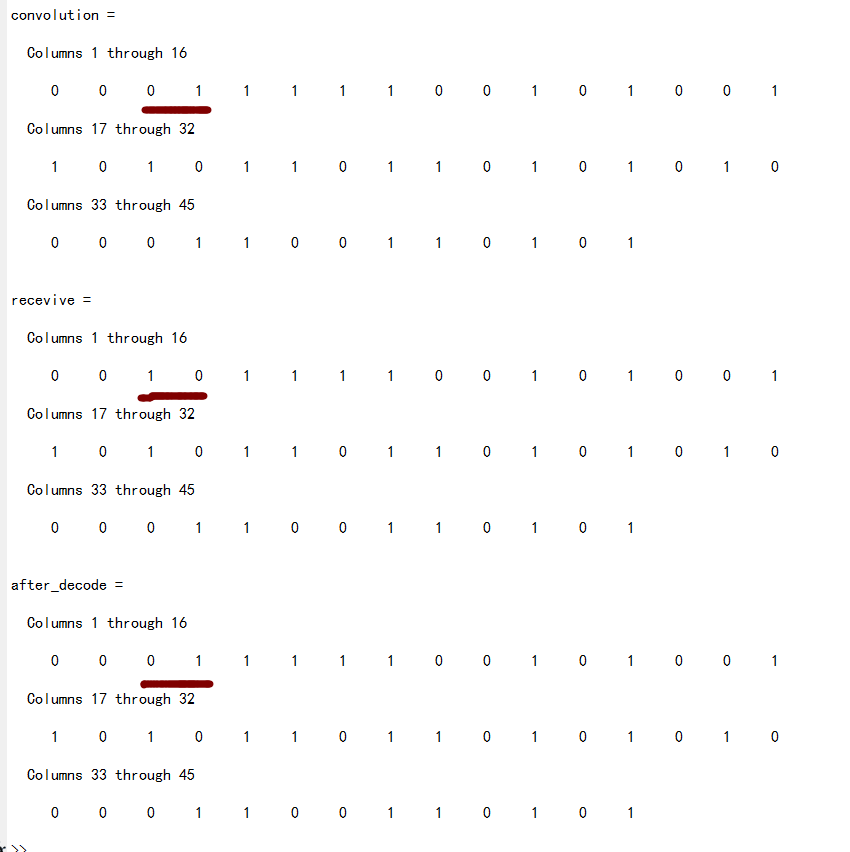 convolution =
Columns 1 through 16
0 0 0 1 1 1 1 1 0 0 1 0 1 0 0 1
Columns 17 through 32
1 0 1 0 1 1 0 1 1 0 1 0 1 0 1 0
Columns 33 through 45
0 0 0 1 1 0 0 1 1 0 1 0 1
recevive =
Columns 1 through 16
0 0 1 0 1 1 1 1 0 0 1 0 1 0 0 1
Columns 17 through 32
1 0 1 0 1 1 0 1 1 0 1 0 1 0 1 0
Columns 33 through 45
0 0 0 1 1 0 0 1 1 0 1 0 1
after_decode =
Columns 1 through 16
0 0 0 1 1 1 1 1 0 0 1 0 1 0 0 1
Columns 17 through 32
1 0 1 0 1 1 0 1 1 0 1 0 1 0 1 0
Columns 33 through 45
0 0 0 1 1 0 0 1 1 0 1 0 1
>>